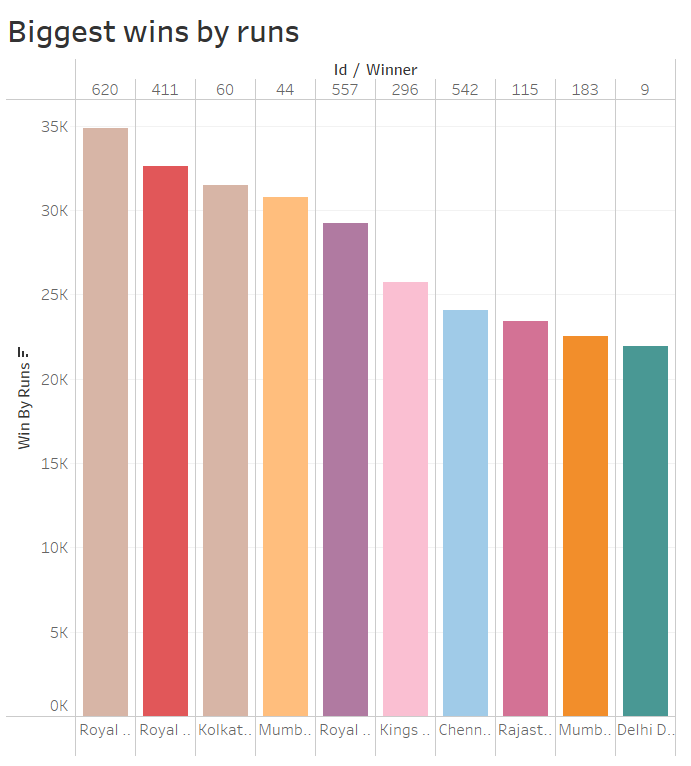 Biggest wins by runs
Id / Winner
620 411 60 44 557 296 542 115 183 9
35K
30K
25K
20K
15K
10K
5K
0K
Win By Runs
Royal .. Royal .. Kolkat.. Mumb.. Royal .. Kings .. Chenn.. Rajast.. Mumb.. Delhi D..